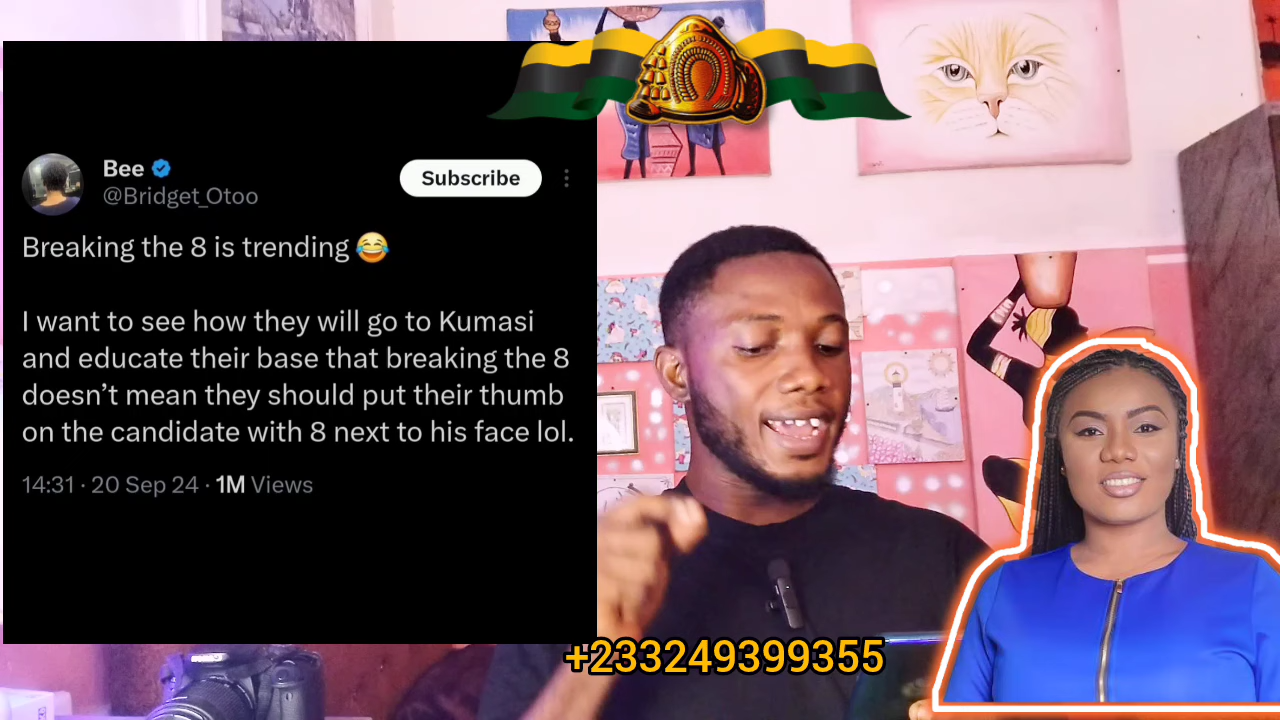 Bee
@Bridget_Otoo
Subscribe
Breaking the 8 is trending 😂
I want to see how they will go to Kumasi
and educate their base that breaking the 8
doesn’t mean they should put their thumb
on the candidate with 8 next to his face lol.
14:31 · 20 Sep 24 · 1M Views
+233249399355